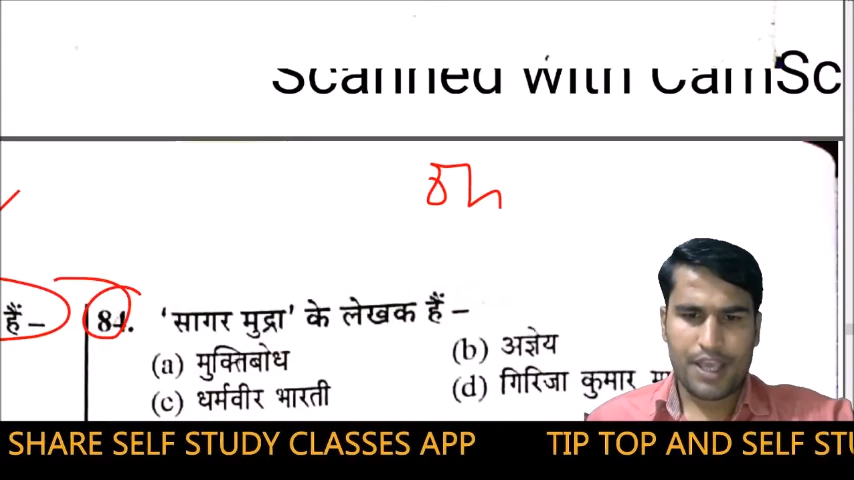 Scanned with CamSc
84
हैं –
84. 'सागर मुद्रा' के लेखक हैं –
(a) मुक्तिबोध
(b) अज्ञेय
(c) धर्मवीर भारती
(d) गिरिजा कुमार
SHARE SELF STUDY CLASSES APP TIP TOP AND SELF STU